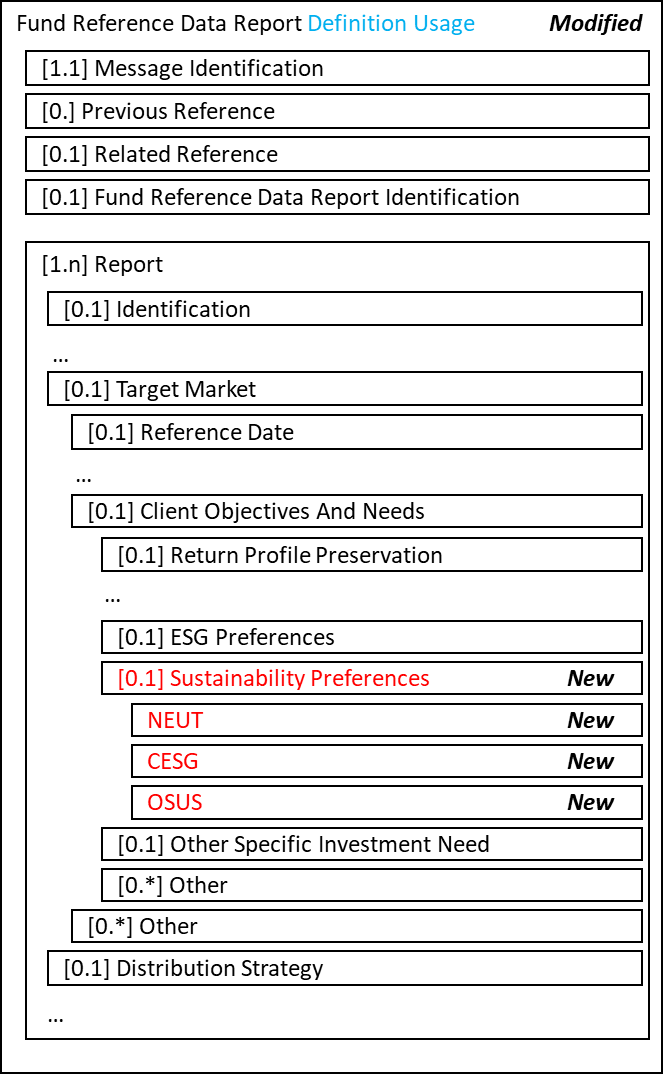 Fund Reference Data Report Definition Usage Modified
[1.1] Message Identification
[0.] Previous Reference
[0.1] Related Reference
[0.1] Fund Reference Data Report Identification
[1.n] Report
[0.1] Identification
...
[0.1] Target Market
[0.1] Reference Date
...
[0.1] Client Objectives And Needs
[0.1] Return Profile Preservation
...
[0.1] ESG Preferences
[0.1] Sustainability Preferences New
NEUT New
CESG New
OSUS New
[0.1] Other Specific Investment Need
[0.*] Other
[0.*] Other
[0.1] Distribution Strategy
...